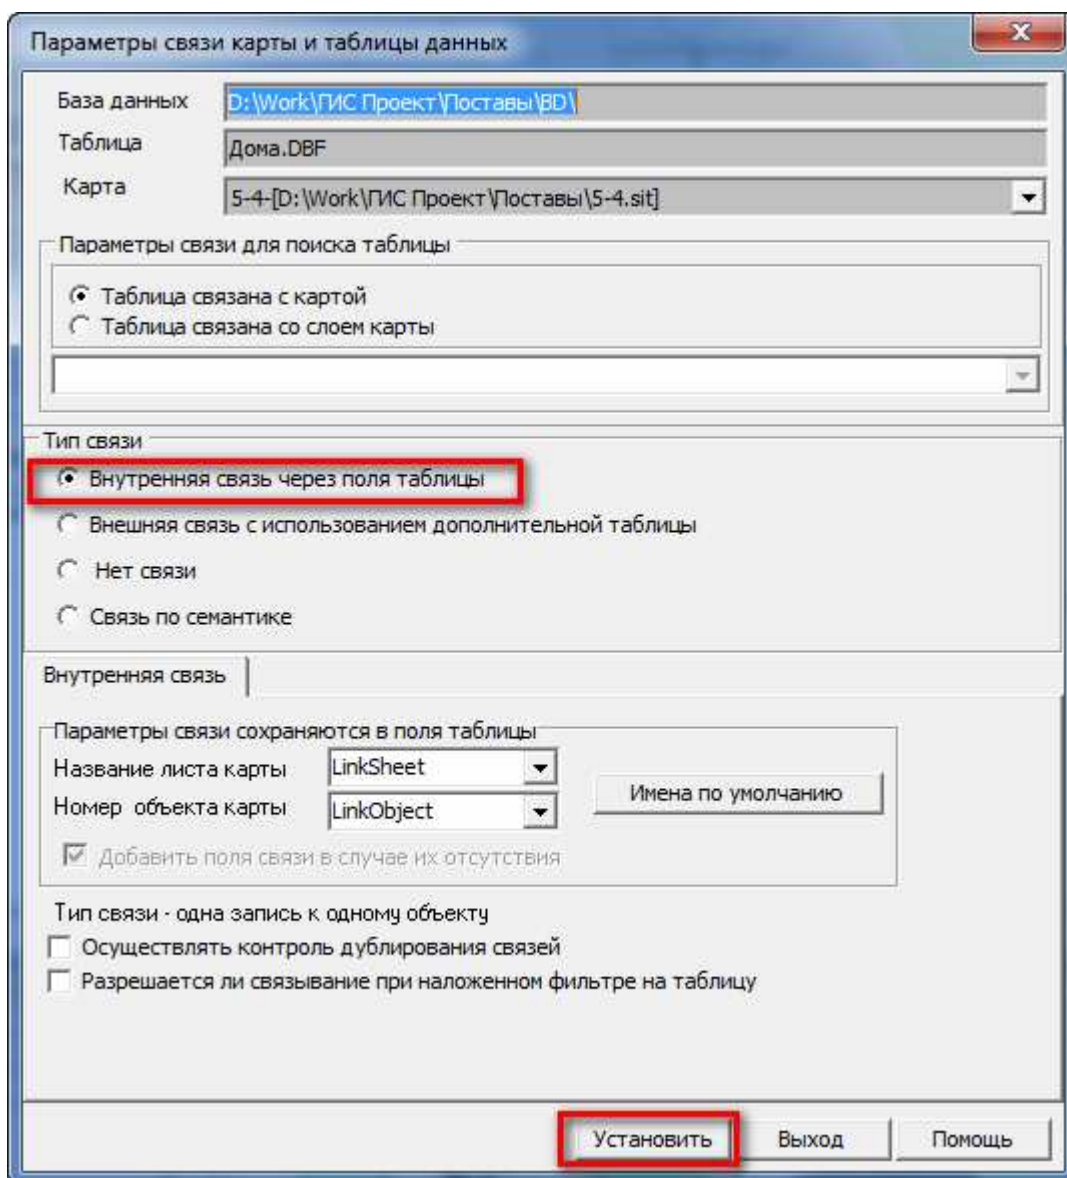 Параметры связи карты и таблицы данных
База данных D:\Work\ГИС Проект\Поставы\BD\
Таблица Дома.DBF
Карта 5-4-[D:\Work\ГИС Проект\Поставы\5-4.sit]
Параметры связи для поиска таблицы
Таблица связана с картой
Таблица связана со слоем карты
Тип связи
Внутренняя связь через поля таблицы
Внешняя связь с использованием дополнительной таблицы
Нет связи
Связь по семантике
Внутренняя связь
Параметры связи сохраняются в поля таблицы
Название листа карты LinkSheet
Имена по умолчанию
Номер объекта карты LinkObject
Добавить поля связи в случае их отсутствия
Тип связи - одна запись к одному объекту
Осуществлять контроль дублирования связей
Разрешается ли связывание при наложенном фильтре на таблицу
Установить Выход Помощь